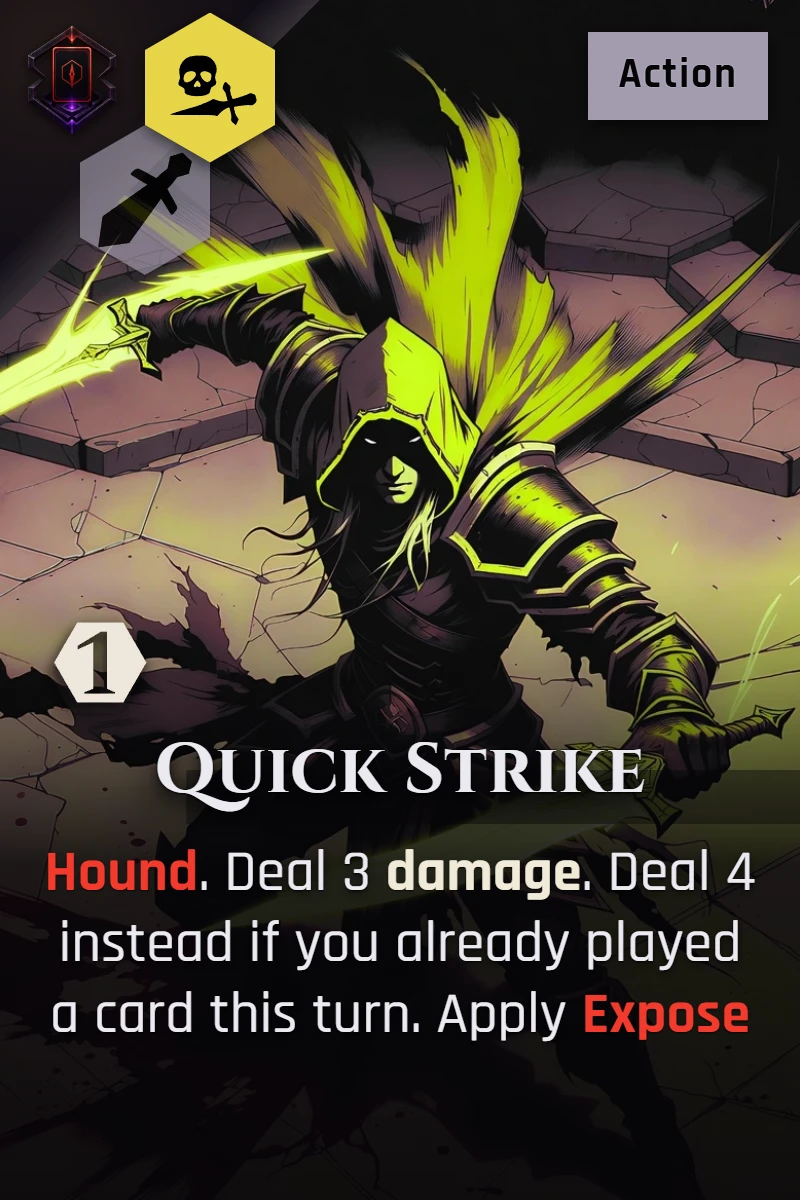 Action
1
Quick Strike
Hound. Deal 3 damage. Deal 4
instead if you already played
a card this turn. Apply Expose